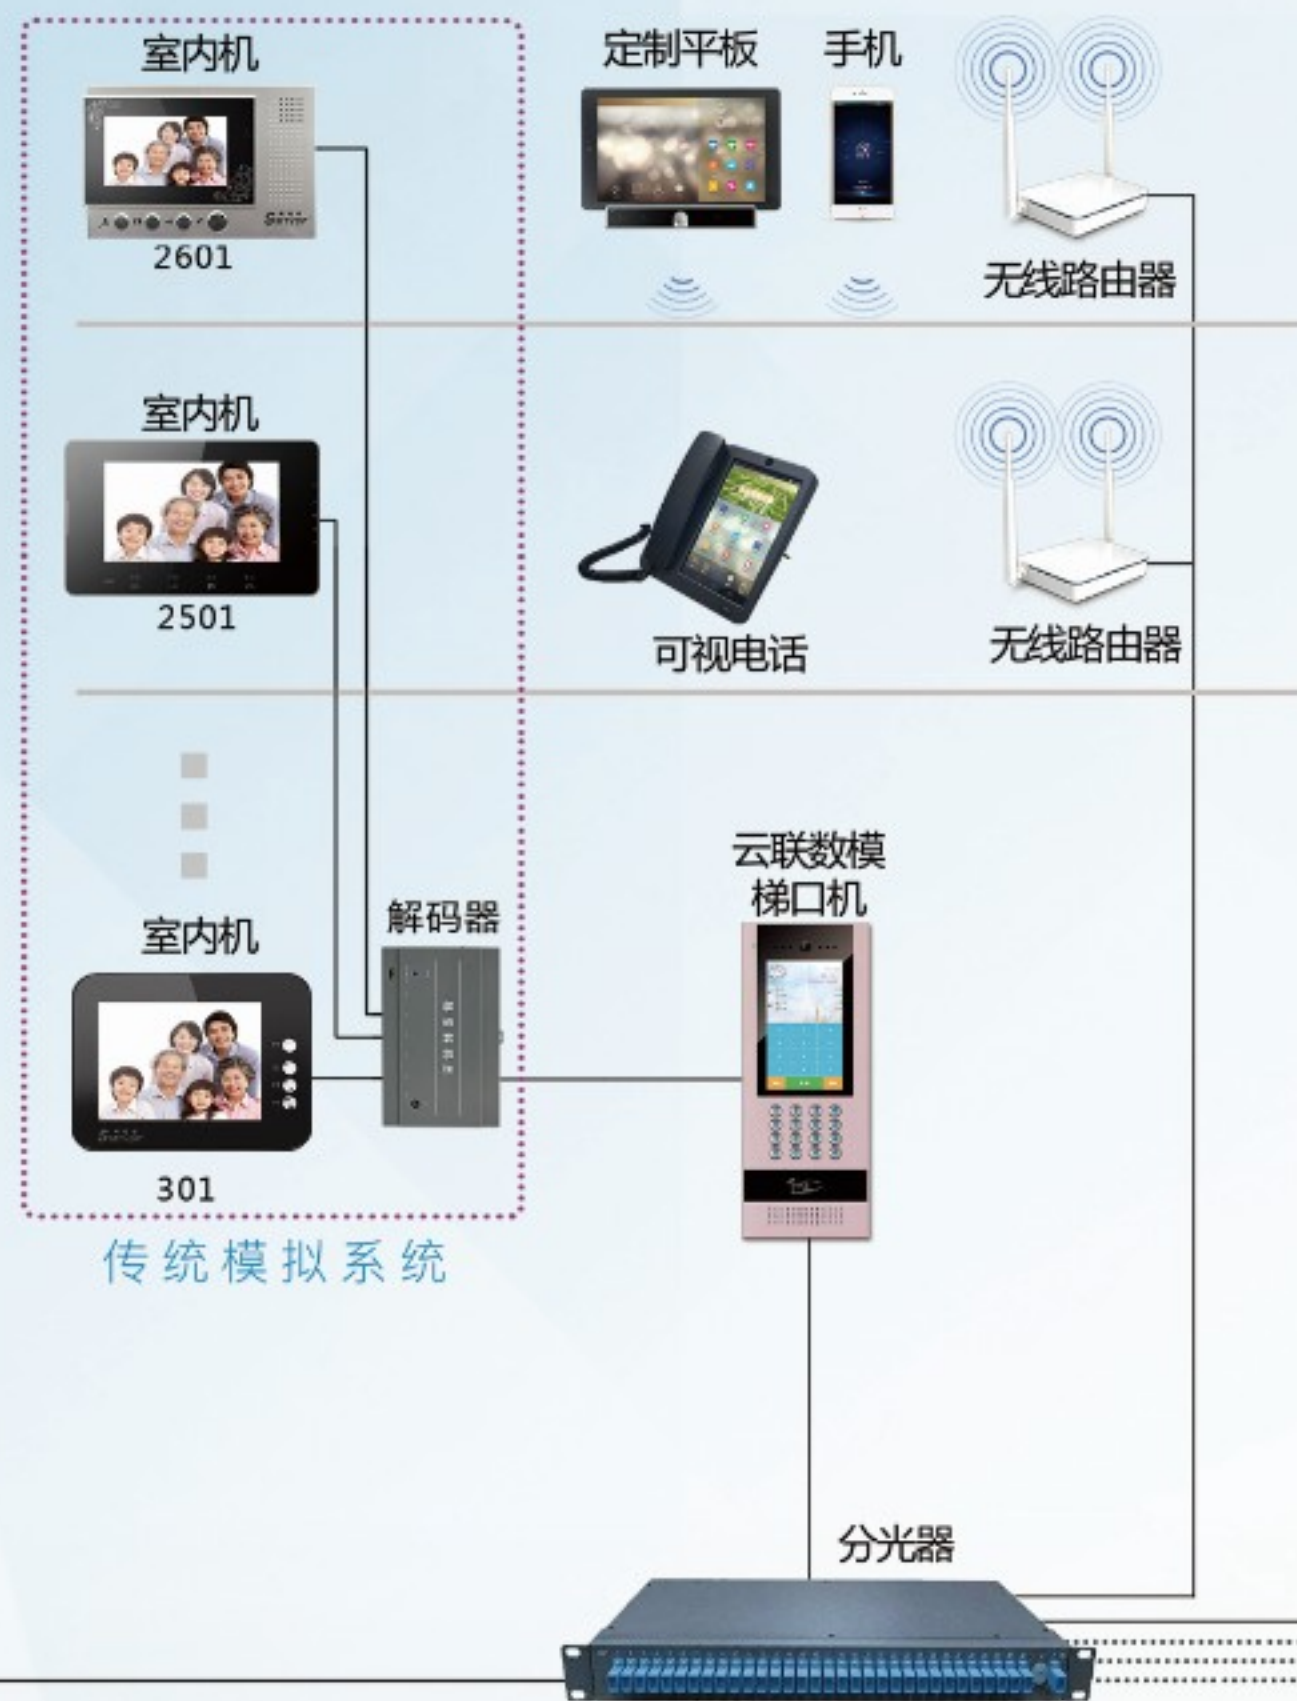 室内机
定制平板
手机
2601
无线路由器
室内机
2501
可视电话
无线路由器
云联数模
梯口机
室内机
解码器
301
传统模拟系统
分光器